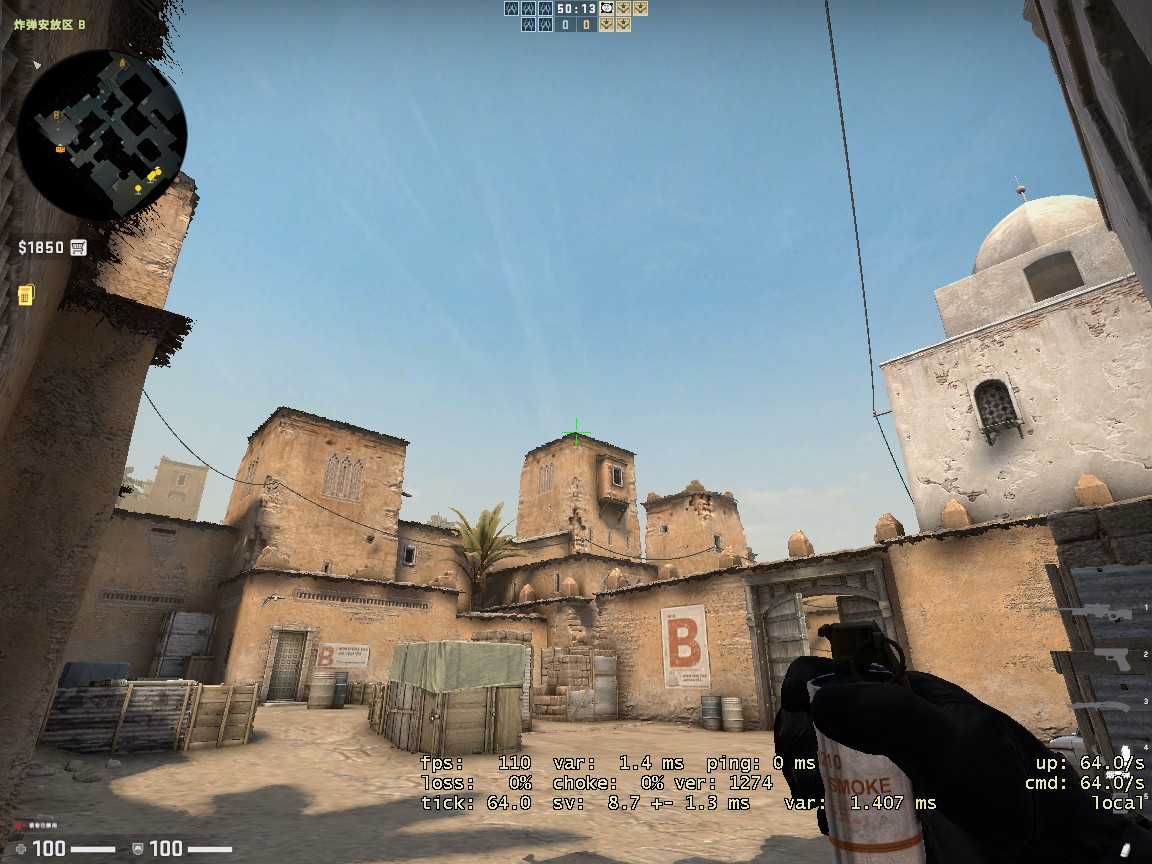 炸弹安放区 B
50:13
0 0
$1850
B
B
SMOKE
1
2
3
4
fps: 110 var: 1.4 ms ping: 0 ms up: 64.0/s
loss: 0% choke: 0% ver: 1274 cmd: 64.0/s
tick: 64.0 sv: 8.7 +- 1.3 ms var: 1.407 ms local
100 100